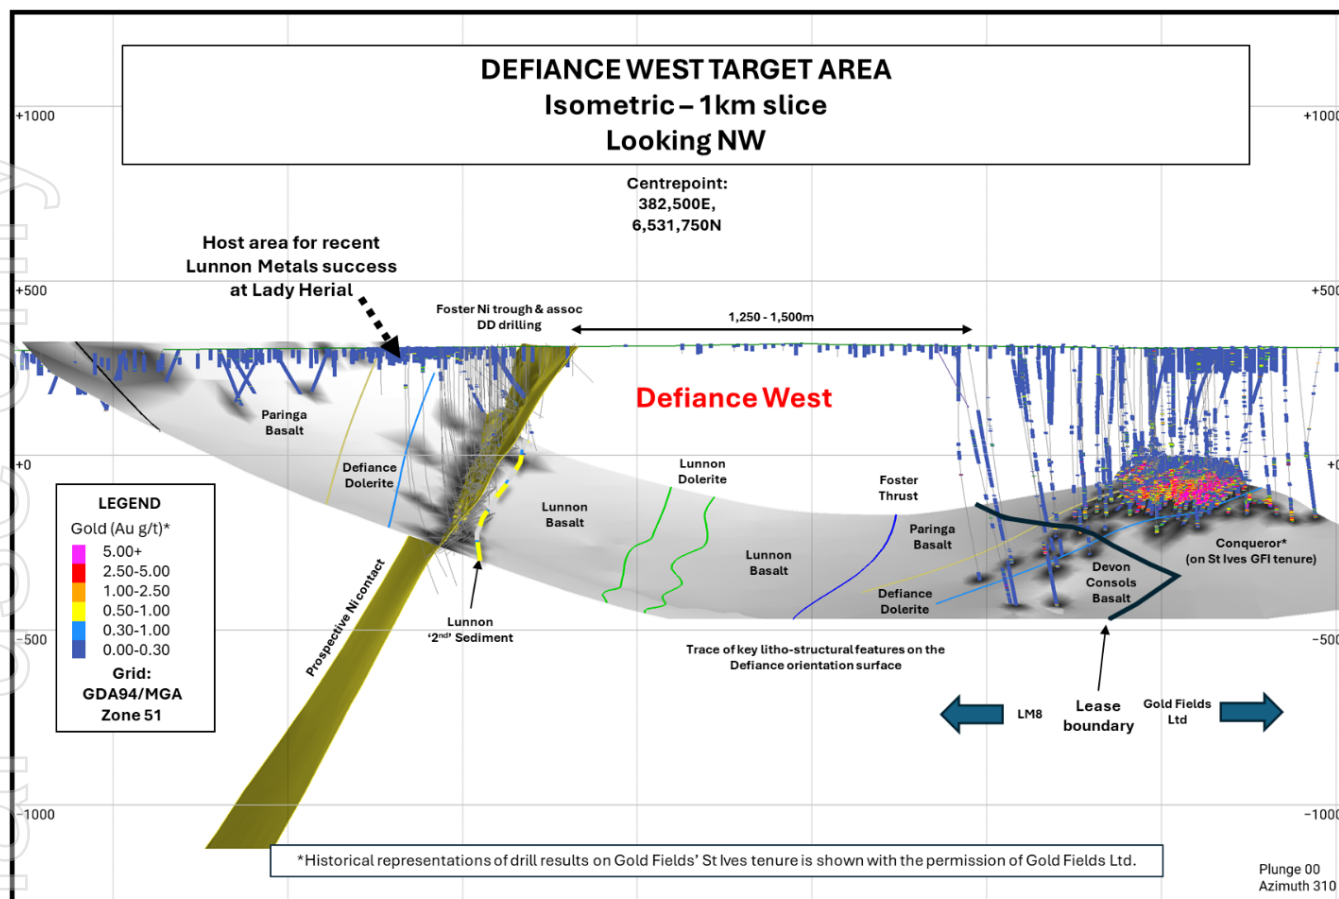 DEFIANCE WEST TARGET AREA
Isometric – 1km slice
Looking NW
+1000
+1000
Centrepoint:
382,500E,
6,531,750N
Host area for recent
Lunnon Metals success
at Lady Herial
+500
+500
Foster Ni trough & assoc
DD drilling
1,250 - 1,500m
Defiance West
Paringa
Basalt
Defiance
Dolerite
+0
+0
Lunnon
Dolerite
Foster
Thrust
Lunnon
Basalt
Paringa
Basalt
Lunnon
Basalt
Conqueror*
(on St Ives GFI tenure)
Devon
Consols
Basalt
Defiance
Dolerite
LEGEND
Gold (Au g/t)*
5.00+
2.50-5.00
1.00-2.50
0.50-1.00
0.30-1.00
0.00-0.30
Grid:
GDA94/MGA
Zone 51
Prospective Ni contact
Lunnon
‘2nd’ Sediment
−500
−500
Trace of key litho-structural features on the
Defiance orientation surface
LM8
Lease
boundary
Gold Fields
Ltd
−1000
−1000
*Historical representations of drill results on Gold Fields’ St Ives tenure is shown with the permission of Gold Fields Ltd.
Plunge 00
Azimuth 310